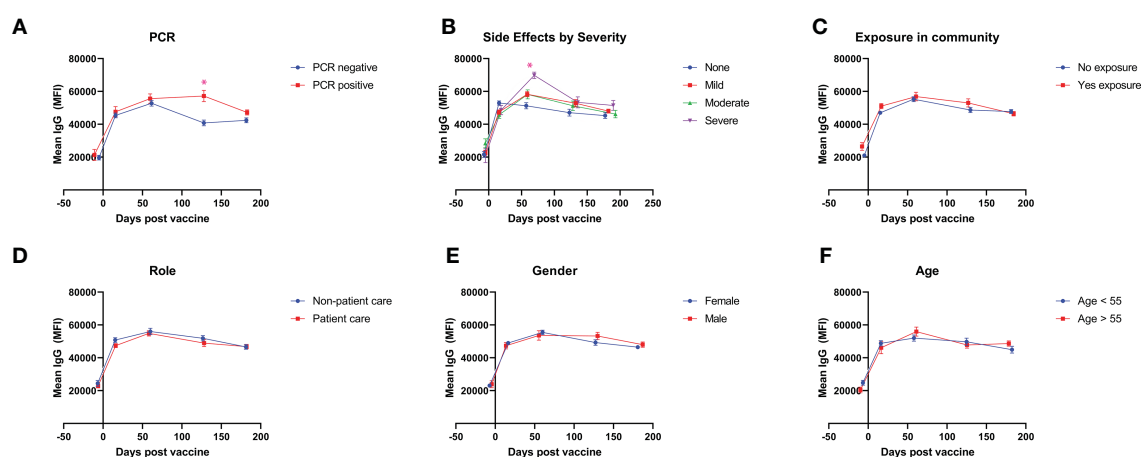 A
PCR
Mean IgG (MFI)
80000
60000
40000
20000
-50 0 50 100 150 200
Days post vaccine
*
PCR negative
PCR positive
B
Side Effects by Severity
Mean IgG (MFI)
80000
60000
40000
20000
-50 0 50 100 150 200 250
Days post vaccine
*
None
Mild
Moderate
Severe
C
Exposure in community
Mean IgG (MFI)
80000
60000
40000
20000
-50 0 50 100 150 200
Days post vaccine
No exposure
Yes exposure
D
Role
Mean IgG (MFI)
80000
60000
40000
20000
-50 0 50 100 150 200
Days post vaccine
Non-patient care
Patient care
E
Gender
Mean IgG (MFI)
80000
60000
40000
20000
-50 0 50 100 150 200
Days post vaccine
Female
Male
F
Age
Mean IgG (MFI)
80000
60000
40000
20000
-50 0 50 100 150 200
Days post vaccine
Age < 55
Age > 55